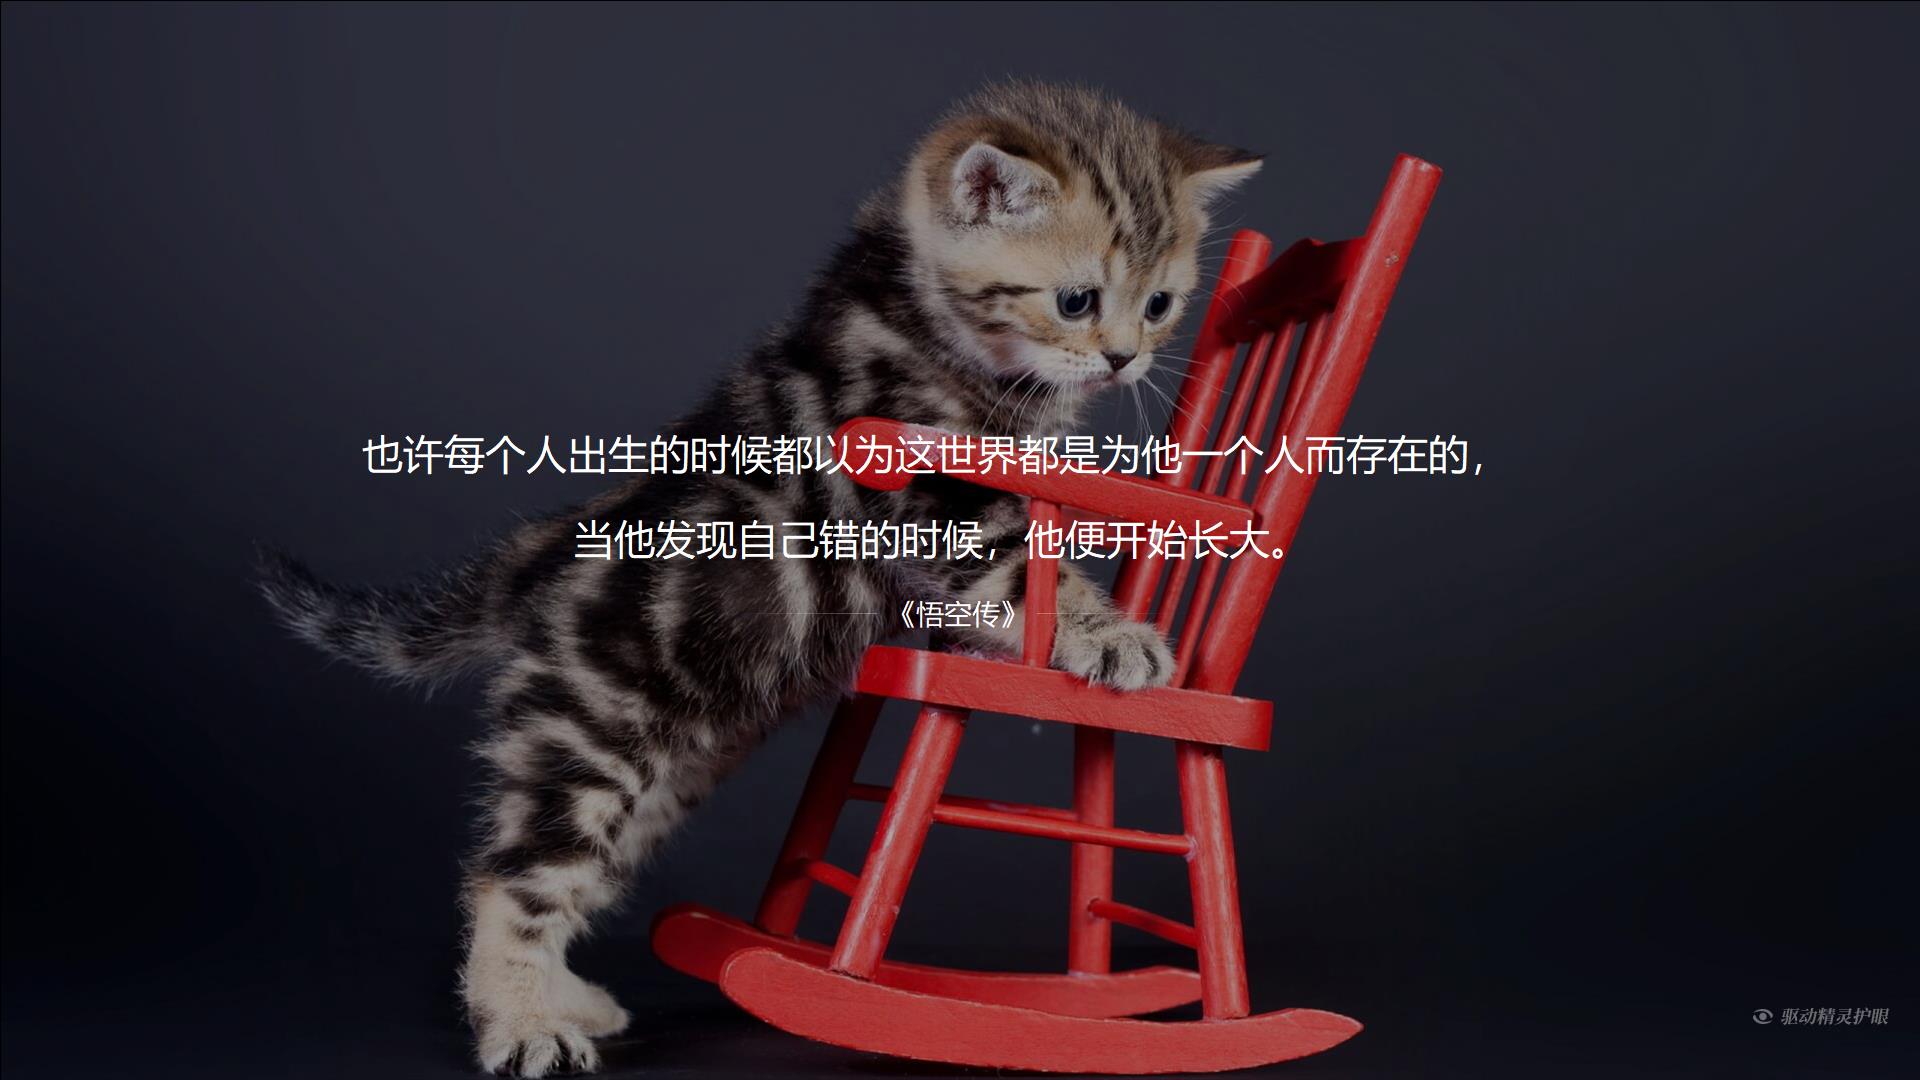 也许每个人出生的时候都以为这世界都是为他一个人而存在的，
当他发现自己错的时候，他便开始长大。
《悟空传》
驱动精灵护眼